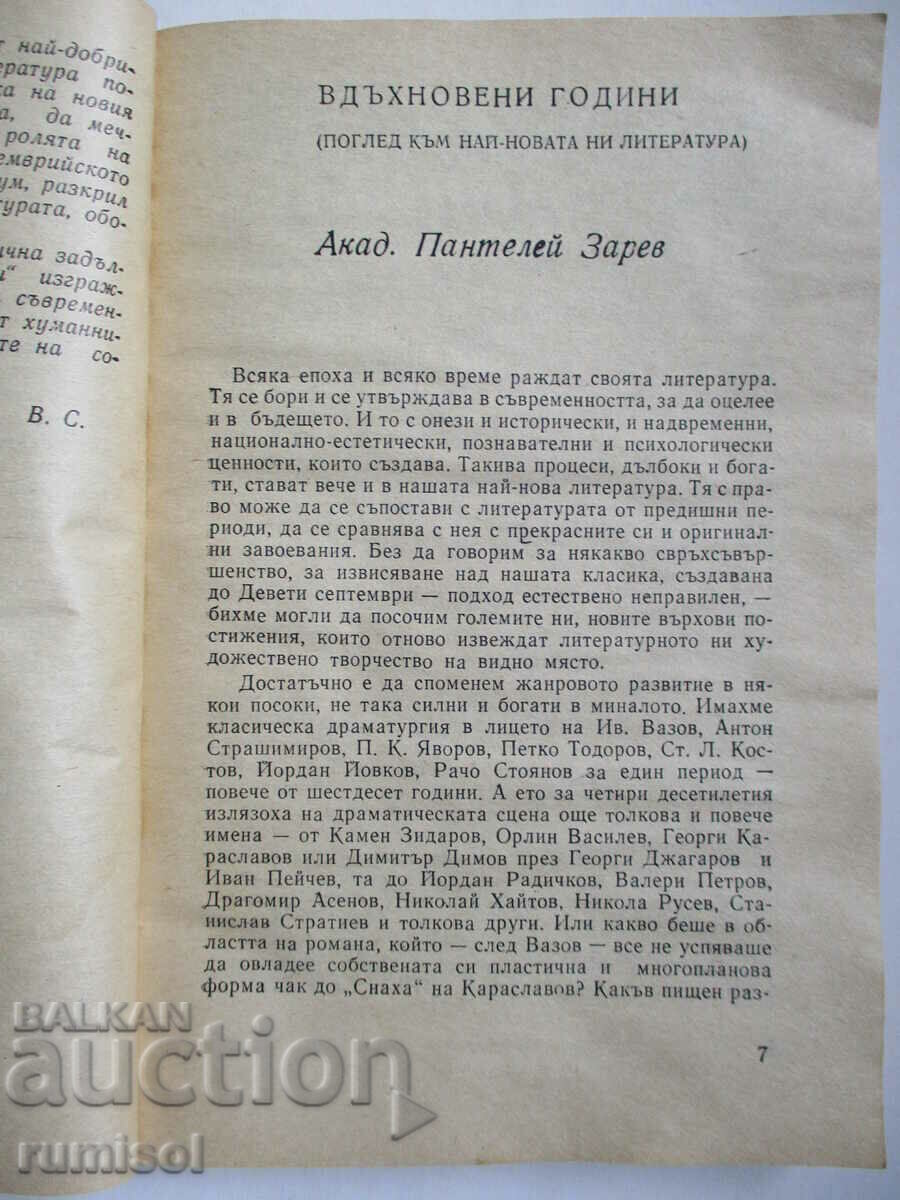 т най-добри-
ература по-
ка на новия
а, да меч-
ролята на
емврийското
ум, разкрил
турата, обо-
ична задъл-
и“ изграж-
съвремен-
т хуманни-
те на со-
В. С.
ВДЪХНОВЕНИ ГОДИНИ
(ПОГЛЕД КЪМ НАЙ-НОВАТА НИ ЛИТЕРАТУРА)
Акад. Пантелей Зарев
Всяка епоха и всяко време раждат своята литература.
Тя се бори и се утвърждава в съвременността, за да оцелее
и в бъдещето. И то с онези и исторически, и надвременни,
национално-естетически, познавателни и психологически
ценности, които създава. Такива процеси, дълбоки и бога-
ти, стават вече и в нашата най-нова литература. Тя с пра-
во може да се съпостави с литературата от предишни пе-
риоди, да се сравнява с нея с прекрасните си и оригинал-
ни завоевания. Без да говорим за някакво свръхсъвър-
шенство, за извисяване над нашата класика, създавана
до Девети септември — подход естествено неправилен, —
бихме могли да посочим големите ни, новите върхови по-
стижения, които отново извеждат литературното ни ху-
дожествено творчество на видно място.
Достатъчно е да споменем жанровото развитие в ня-
кои посоки, не така силни и богати в миналото. Имахме
класическа драматургия в лицето на Ив. Вазов, Антон
Страшимиров, П. К. Яворов, Петко Тодоров, Ст. Л. Кос-
тов, Йордан Йовков, Рачо Стоянов за един период —
повече от шестдесет години. А ето за четири десетилетия
излязоха на драматическата сцена още толкова и повече
имена — от Камен Зидаров, Орлин Василев, Георги Ка-
раславов или Димитър Димов през Георги Джагаров и
Иван Пейчев, та до Йордан Радичков, Валери Петров,
Драгомир Асенов, Николай Хайтов, Никола Русев, Ста-
нислав Стратиев и толкова други. Или какво беше в об-
ластта на романа, който — след Вазов — все не успяваше
да овладее собствената си пластична и многопланова
форма чак до „Снаха“ на Караславов? Какъв пищен раз-
7
BALKAN
auction
rumisol